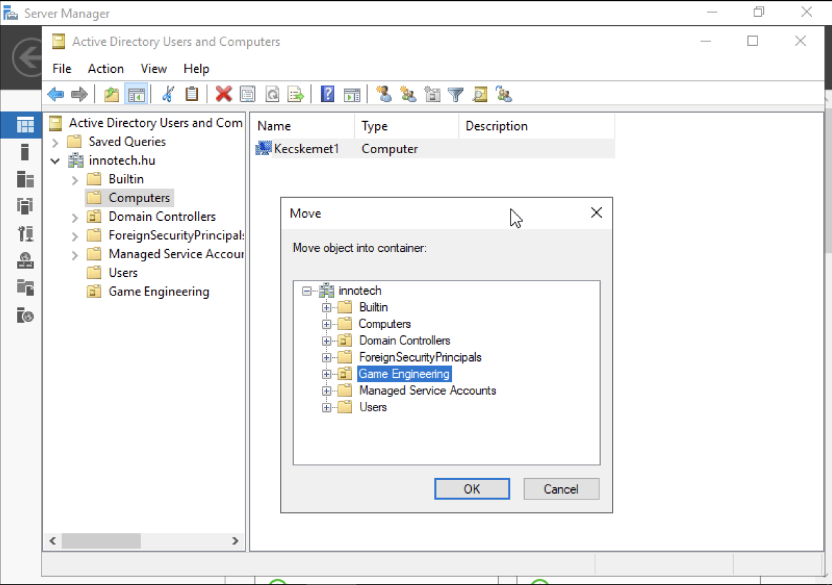 Server Manager
Active Directory Users and Computers
File Action View Help
Active Directory Users and Com
Saved Queries
innotech.hu
Builtin
Computers
Domain Controllers
ForeignSecurityPrincipals
Managed Service Accour
Users
Game Engineering
Name Type Description
Kecskemet1 Computer
Move
Move object into container:
innotech
Builtin
Computers
Domain Controllers
ForeignSecurityPrincipals
Game Engineering
Managed Service Accounts
Users
OK Cancel